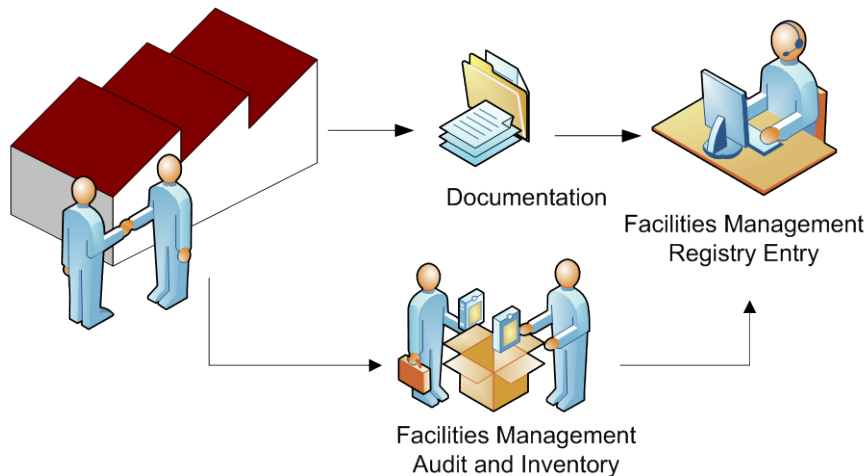 Documentation
Facilities Management
Registry Entry
Facilities Management
Audit and Inventory